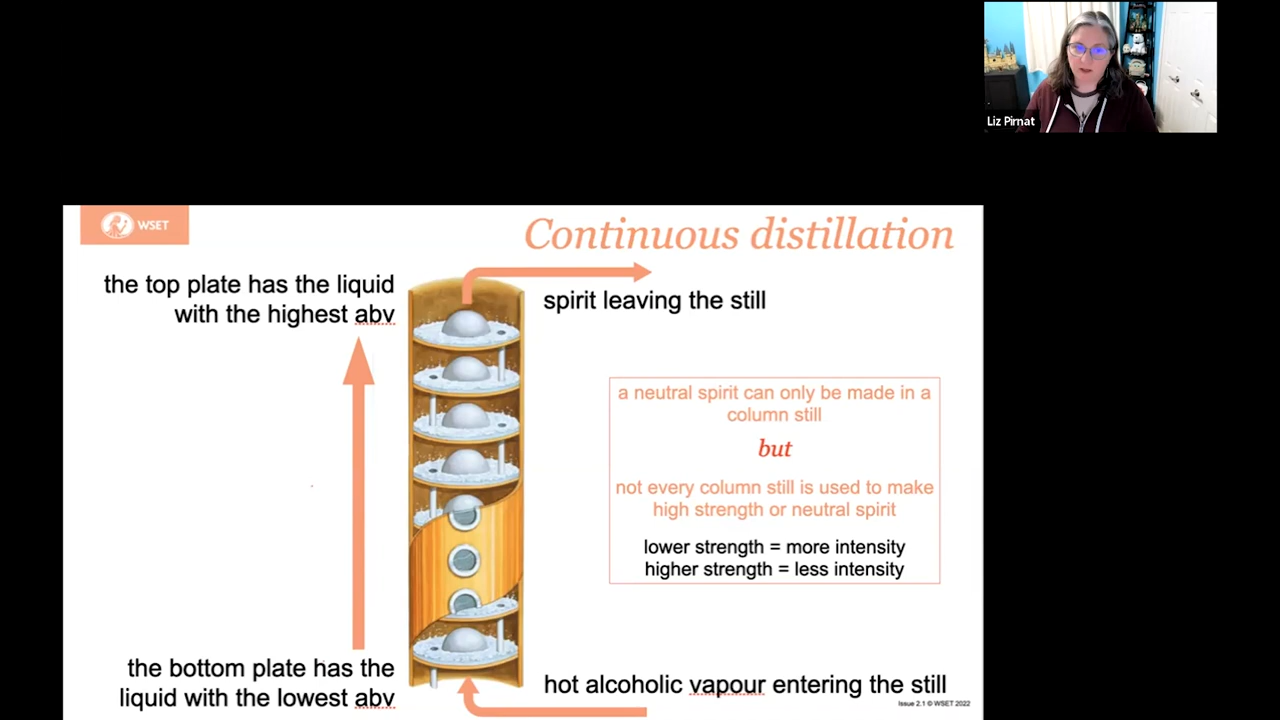 Liz Pirnat
WSET
Continuous distillation
the top plate has the liquid
with the highest abv
spirit leaving the still
a neutral spirit can only be made in a
column still
but
not every column still is used to make
high strength or neutral spirit
lower strength = more intensity
higher strength = less intensity
the bottom plate has the
liquid with the lowest abv
hot alcoholic vapour entering the still
Issue 2.1 © WSET 2022